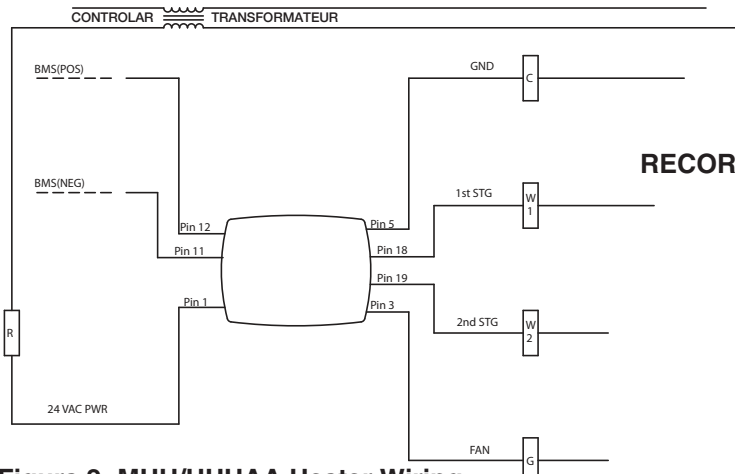 CONTROLAR TRANSFORMATEUR
BMS(POS)
GND
C
RECOR
BMS(NEG)
1st STG
W
1
Pin 12
Pin 5
Pin 11
Pin 18
Pin 19
Pin 1
Pin 3
2nd STG
W
2
R
24 VAC PWR
FAN
G